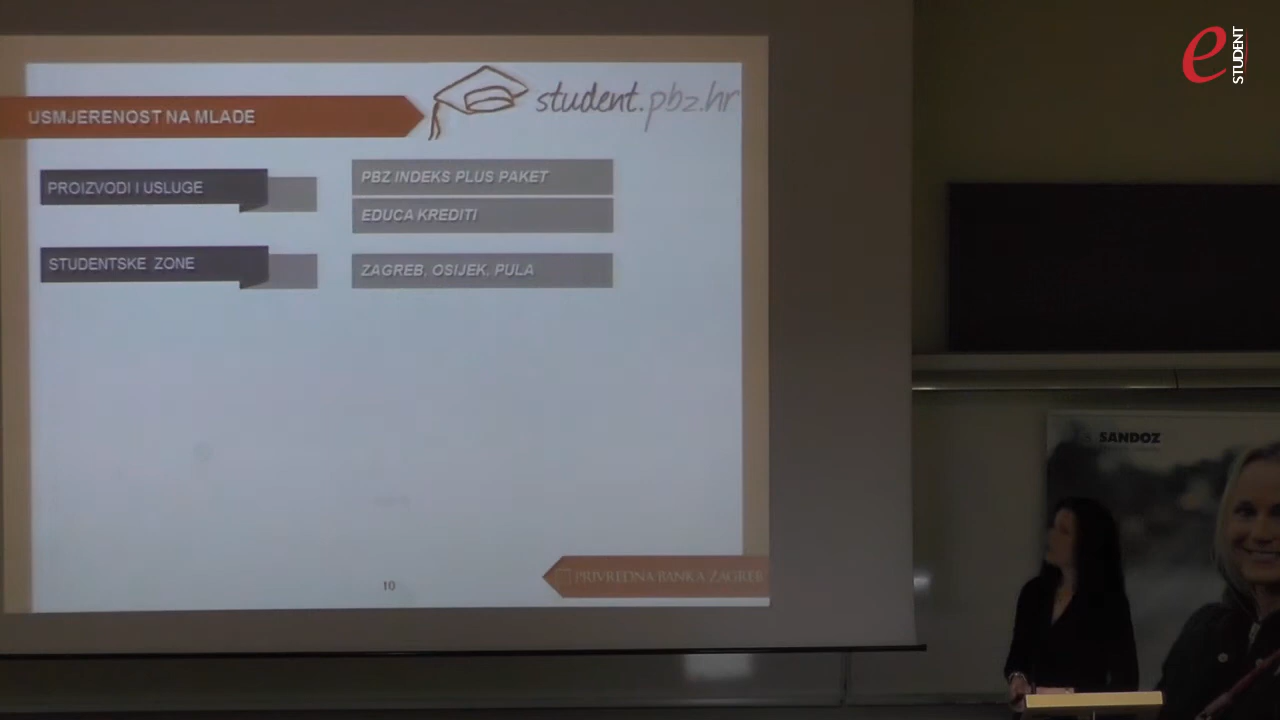 e STUDENT
USMJERENOST NA MLADE
student.pbz.hr
PROIZVODI I USLUGE
PBZ INDEKS PLUS PAKET
EDUCA KREDITI
STUDENTSKE ZONE
ZAGREB, OSIJEK, PULA
SANDOZ
10
PRIVREDNA BANKA ZAGREB